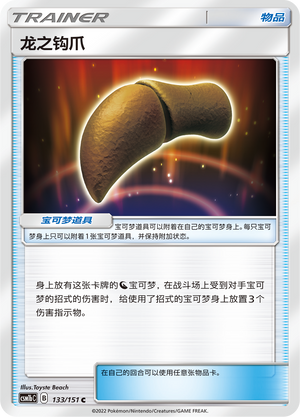 TRAINER 物品
龙之钩爪
宝可梦道具
宝可梦道具可以附着在自己的宝可梦身上。每只宝可
梦身上只可以附着1张宝可梦道具，并保持附加状态。
身上放有这张卡牌的宝可梦，在战斗场上受到对手宝可
梦的招式的伤害时，给使用了招式的宝可梦身上放置3个
伤害指示物。
Illus.Toyste Beach
CSM1bC B 133/151 C
在自己的回合可以使用任意张物品卡。
©2022 Pokémon/Nintendo/Creatures/GAME FREAK.